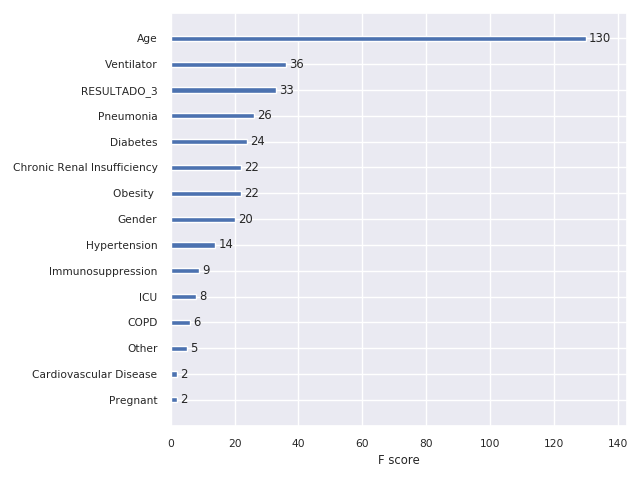 Age 130
Ventilator 36
RESULTADO_3 33
Pneumonia 26
Diabetes 24
Chronic Renal Insufficiency 22
Obesity 22
Gender 20
Hypertension 14
Immunosuppression 9
ICU 8
COPD 6
Other 5
Cardiovascular Disease 2
Pregnant 2
0 20 40 60 80 100 120 140
F score